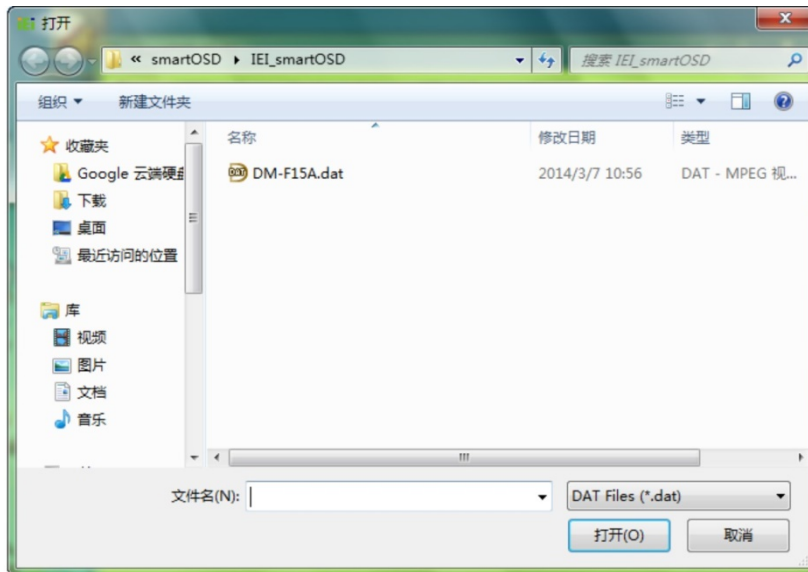 打开
« smartOSD ▸ IEI_smartOSD
搜索 IEI_smartOSD
组织 ▼ 新建文件夹
收藏夹
Google 云端硬盘
下载
桌面
最近访问的位置
库
视频
图片
文档
音乐
名称 修改日期 类型
DM-F15A.dat 2014/3/7 10:56 DAT - MPEG 视...
文件名(N):
DAT Files (*.dat)
打开(O) 取消